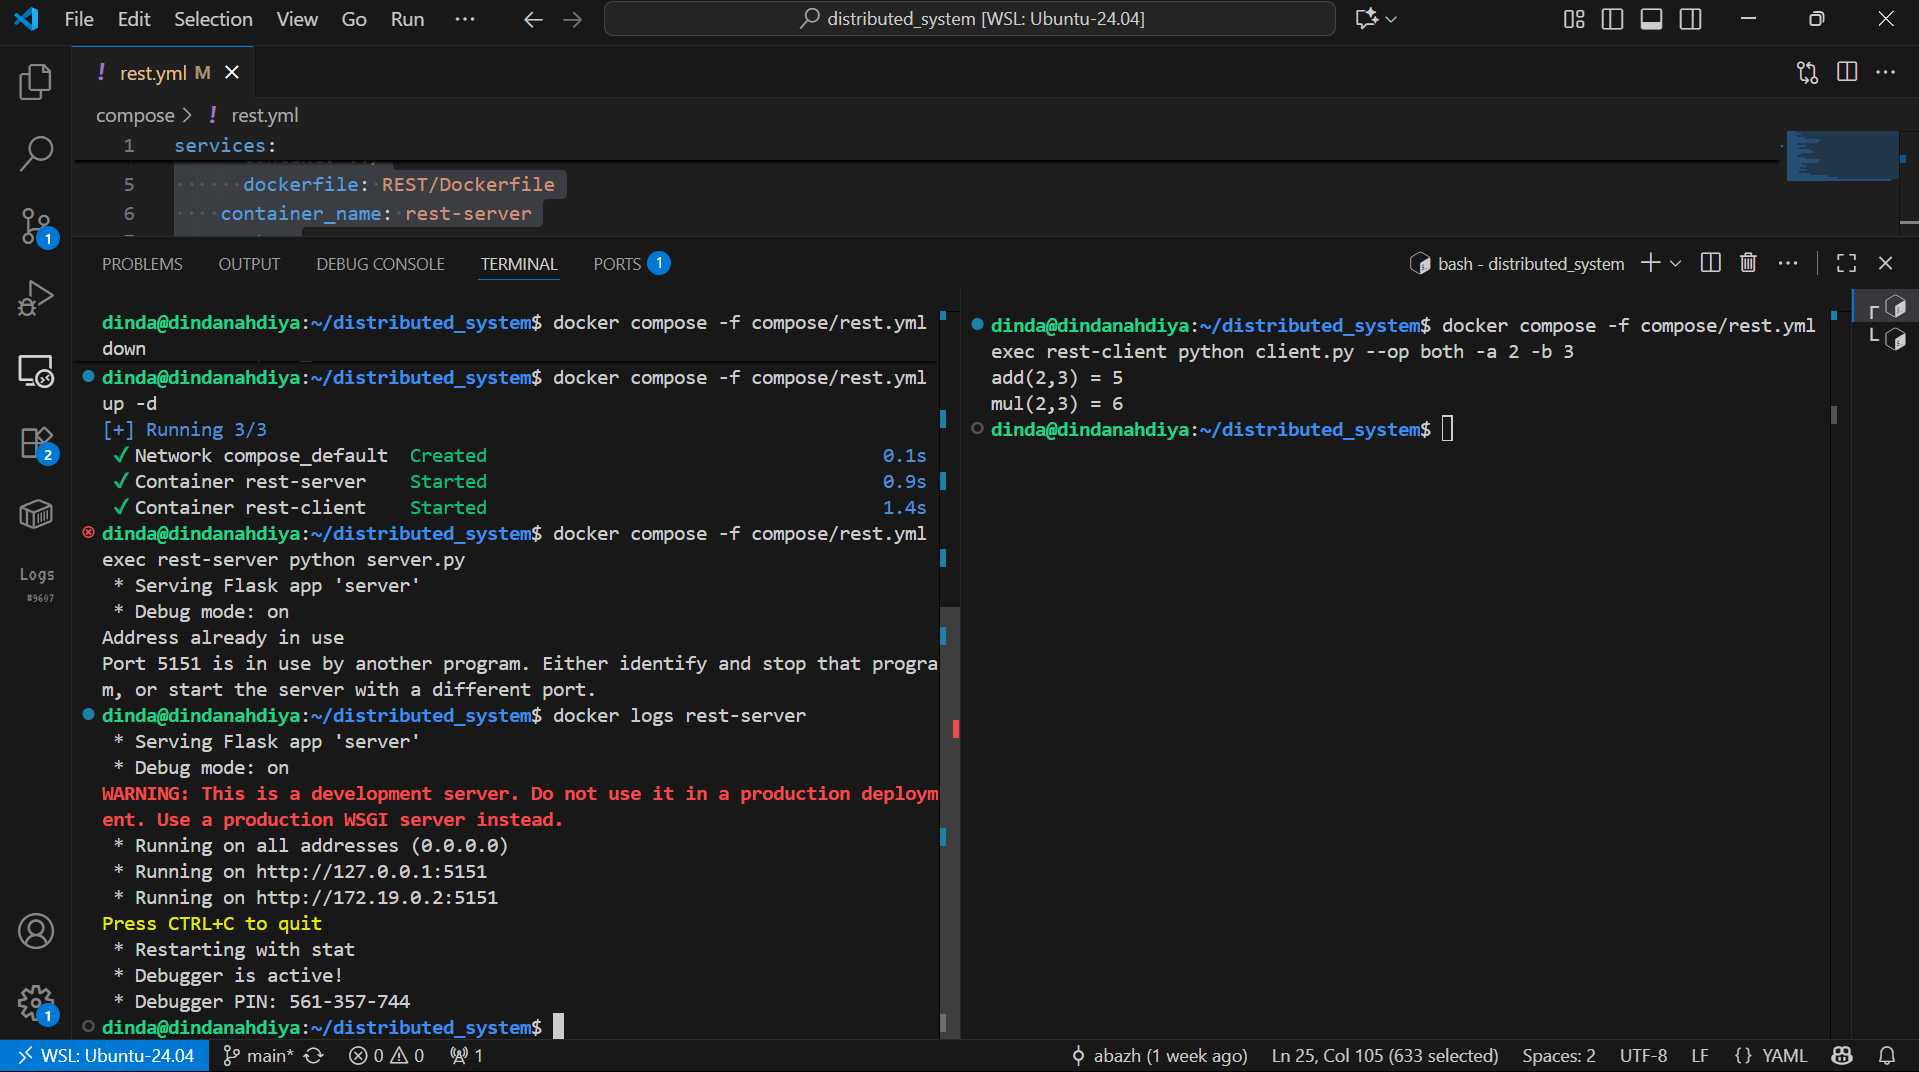 File Edit Selection View Go Run ···
distributed_system [WSL: Ubuntu-24.04]
! rest.yml M
compose > ! rest.yml
1 services:
5 dockerfile: REST/Dockerfile
6 container_name: rest-server
1
2
Logs
#9607
1
PROBLEMS OUTPUT DEBUG CONSOLE TERMINAL PORTS 1
bash - distributed_system
dinda@dindanahdiya:~/distributed_system$ docker compose -f compose/rest.yml
down
dinda@dindanahdiya:~/distributed_system$ docker compose -f compose/rest.yml
up -d
[+] Running 3/3
✓ Network compose_default Created 0.1s
✓ Container rest-server Started 0.9s
✓ Container rest-client Started 1.4s
dinda@dindanahdiya:~/distributed_system$ docker compose -f compose/rest.yml
exec rest-server python server.py
* Serving Flask app 'server'
* Debug mode: on
Address already in use
Port 5151 is in use by another program. Either identify and stop that progra
m, or start the server with a different port.
dinda@dindanahdiya:~/distributed_system$ docker logs rest-server
* Serving Flask app 'server'
* Debug mode: on
WARNING: This is a development server. Do not use it in a production deploym
ent. Use a production WSGI server instead.
* Running on all addresses (0.0.0.0)
* Running on http://127.0.0.1:5151
* Running on http://172.19.0.2:5151
Press CTRL+C to quit
* Restarting with stat
* Debugger is active!
* Debugger PIN: 561-357-744
dinda@dindanahdiya:~/distributed_system$
dinda@dindanahdiya:~/distributed_system$ docker compose -f compose/rest.yml
exec rest-client python client.py --op both -a 2 -b 3
add(2,3) = 5
mul(2,3) = 6
dinda@dindanahdiya:~/distributed_system$
WSL: Ubuntu-24.04 main* 0 0 1 abazh (1 week ago) Ln 25, Col 105 (633 selected) Spaces: 2 UTF-8 LF {} YAML